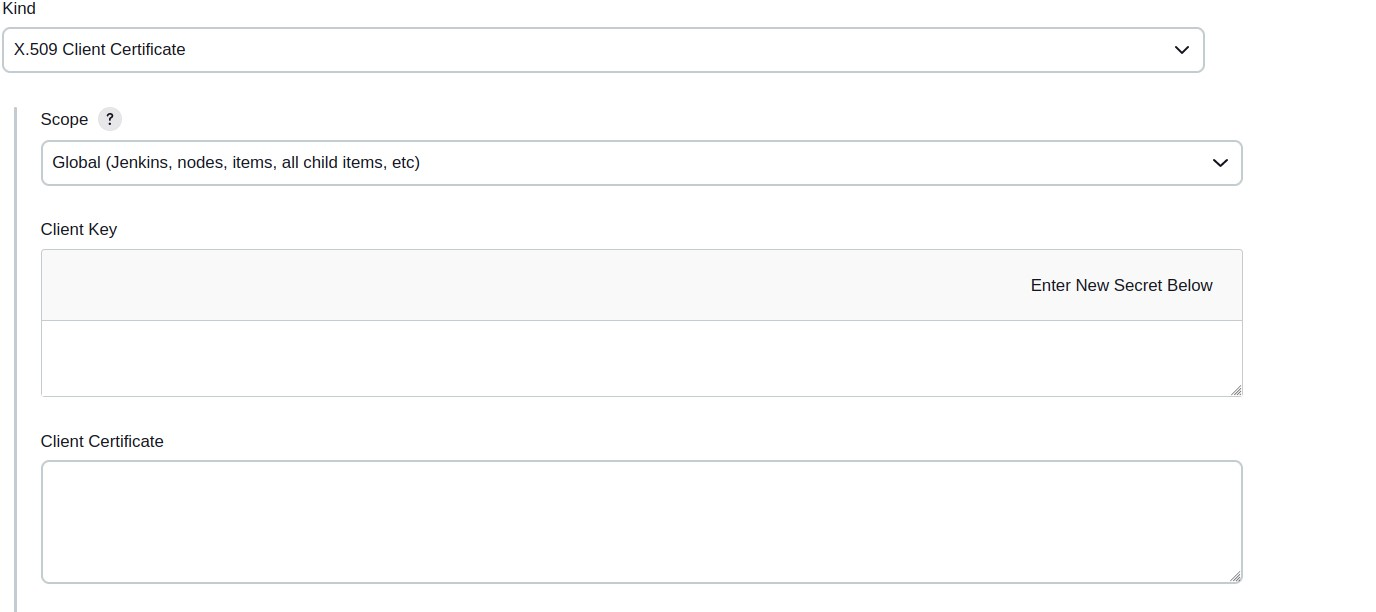 Kind
X.509 Client Certificate
Scope ?
Global (Jenkins, nodes, items, all child items, etc)
Client Key
Enter New Secret Below
Client Certificate